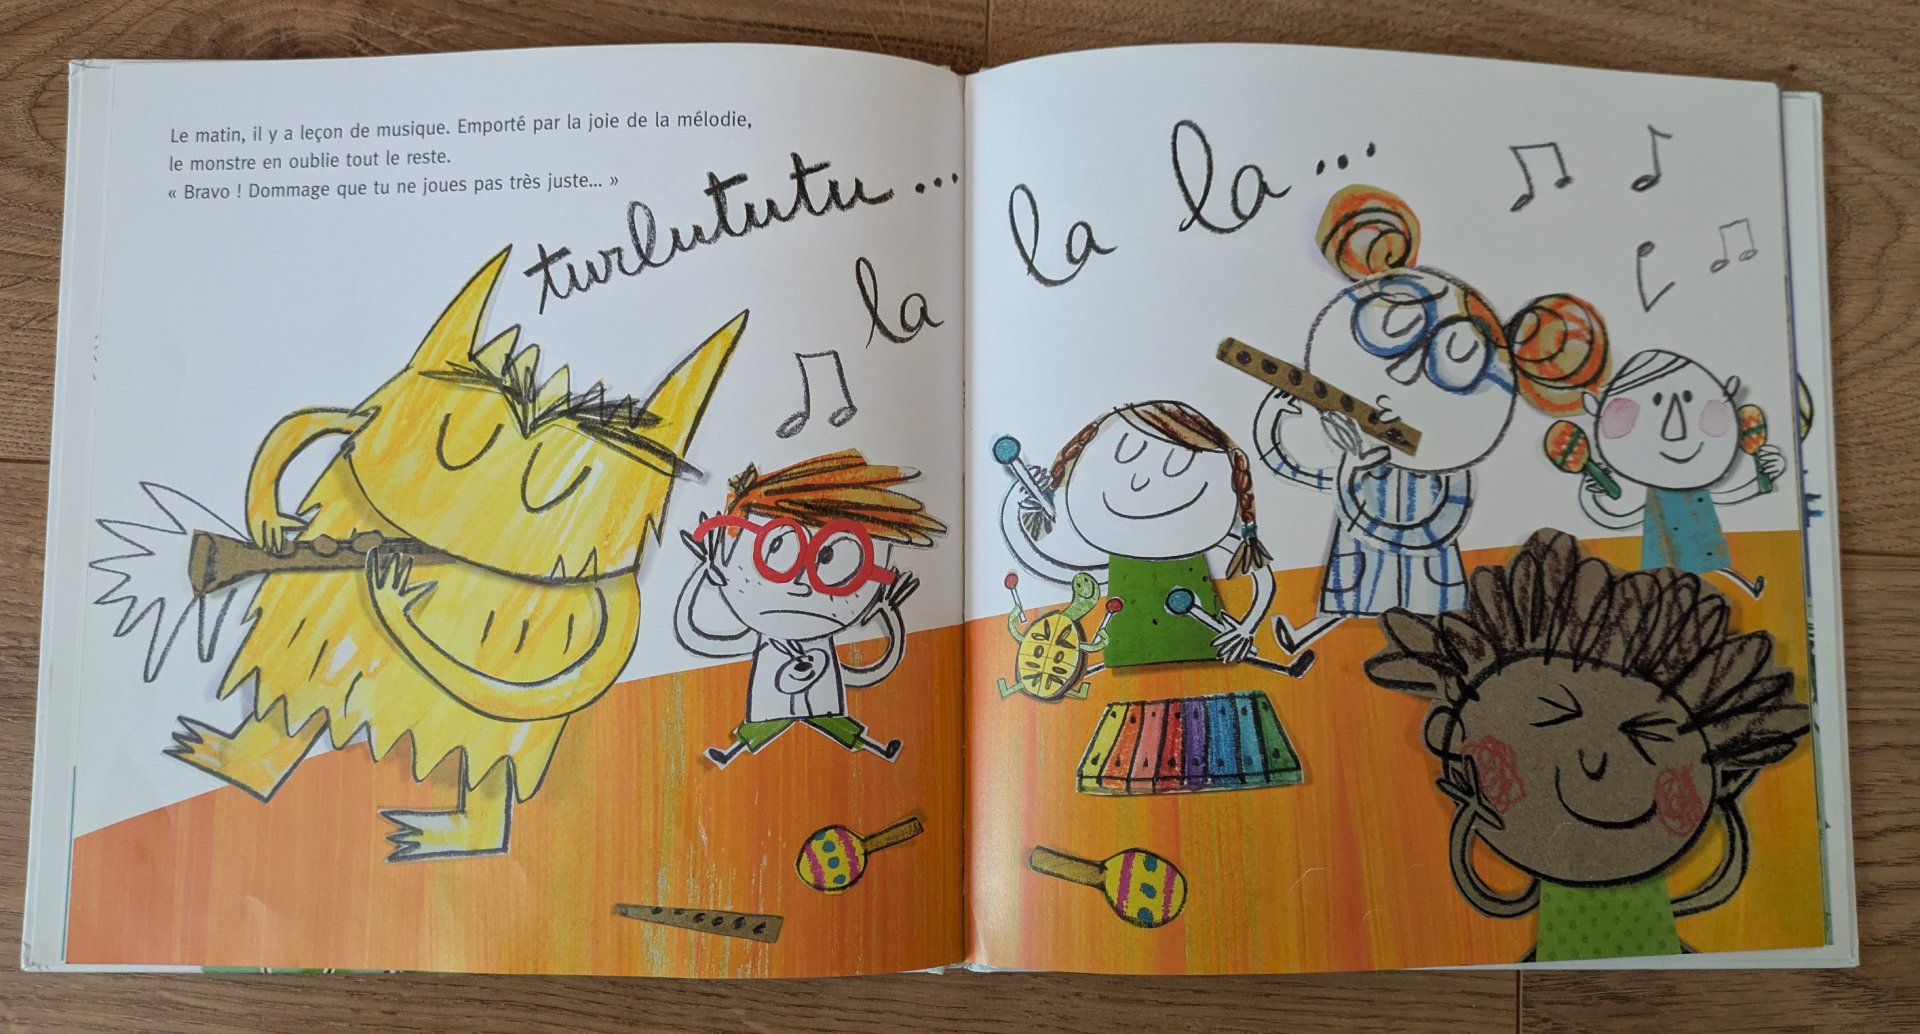 Le matin, il y a leçon de musique. Emporté par la joie de la mélodie,
le monstre en oublie tout le reste.
« Bravo ! Dommage que tu ne joues pas très juste... »
turlututu...
la la la...